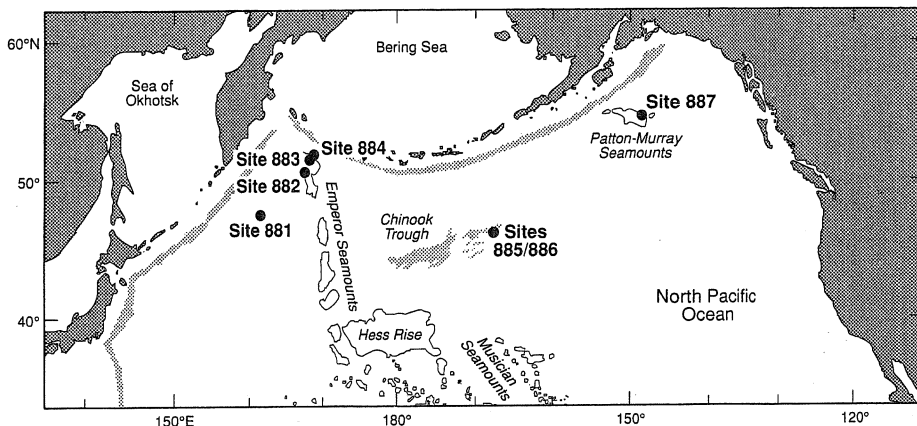 60°N
Bering Sea
Sea of
Okhotsk
Site 887
Patton-Murray
Seamounts
Site 884
Site 883
Site 882
50°
Emperor Seamounts
Site 881
Chinook
Trough
Sites
885/886
North Pacific
Ocean
40°
Hess Rise
Musician
Seamounts
150°E
180°
150°
120°